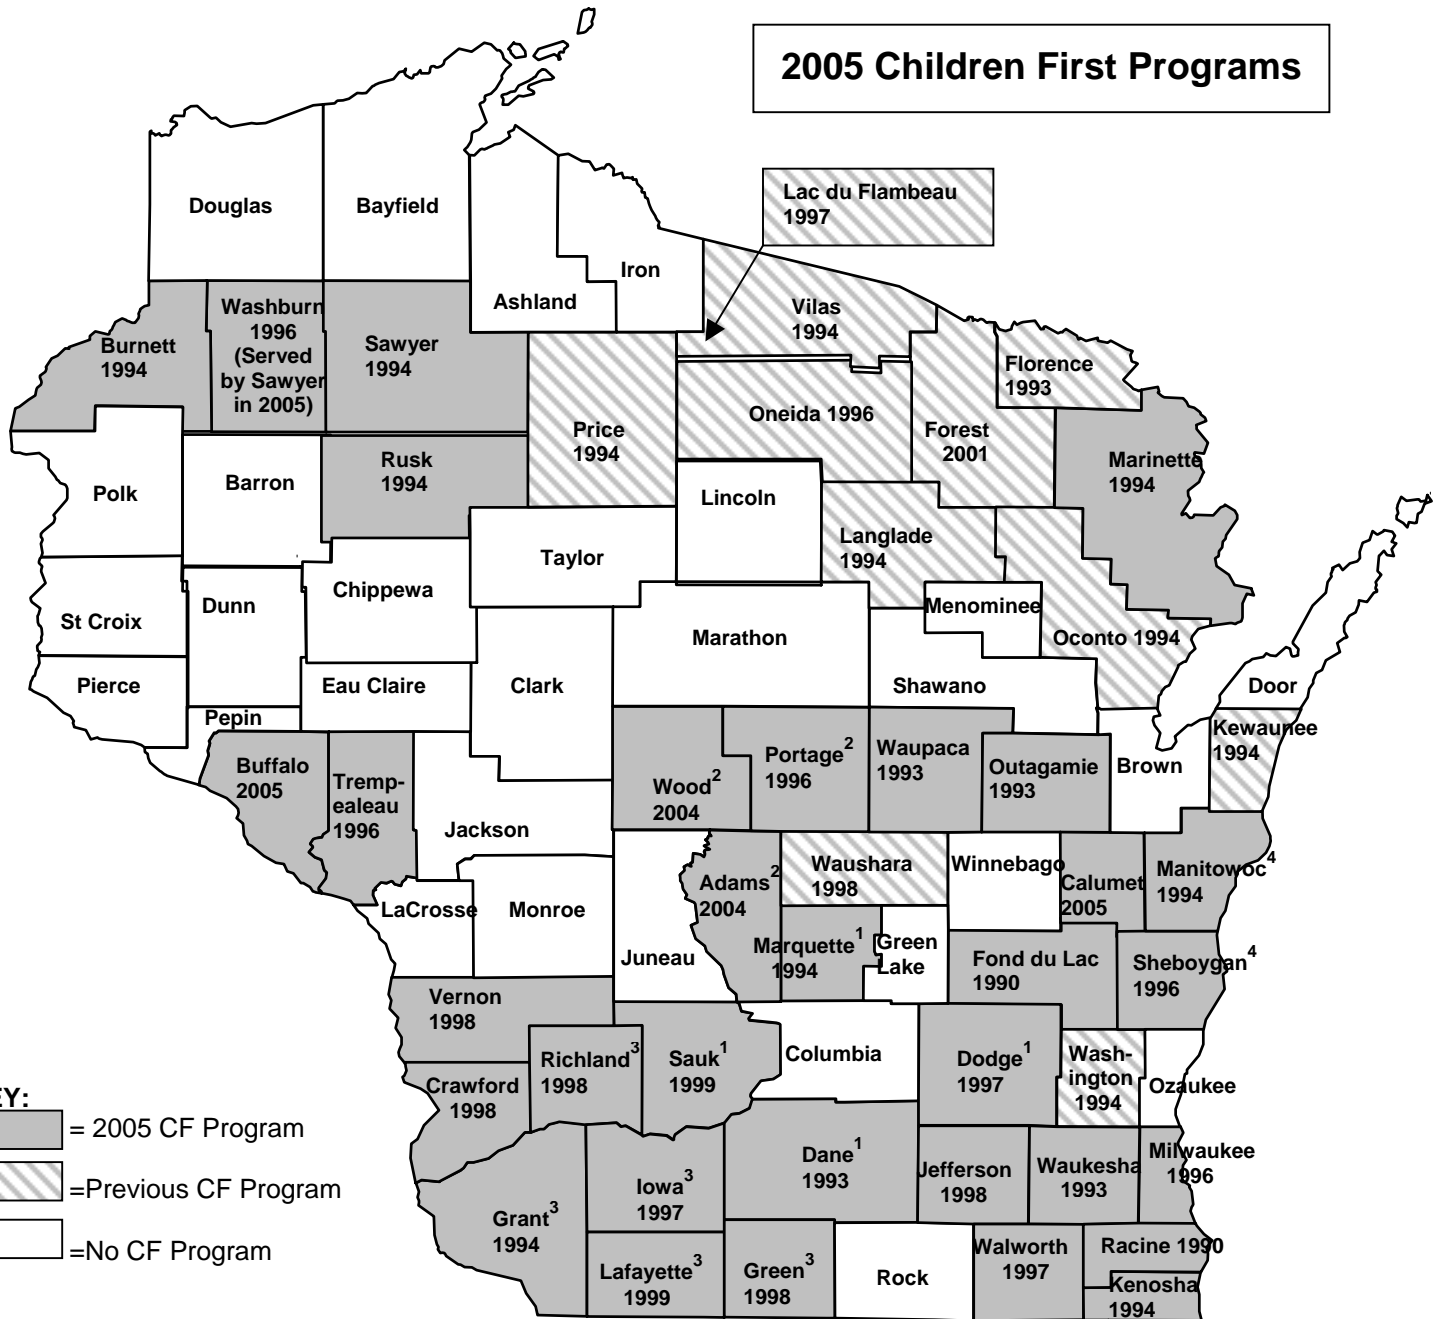 2005 Children First Programs
Lac du Flambeau
1997
Douglas
Bayfield
Iron
Ashland
Vilas
1994
Washburn
1996
(Served
by Sawyer
in 2005)
Burnett
1994
Sawyer
1994
Florence
1993
Price
1994
Oneida 1996
Forest
2001
Marinette
1994
Rusk
1994
Polk
Barron
Lincoln
Langlade
1994
Taylor
Chippewa
Dunn
St Croix
Menominee
Marathon
Oconto 1994
Pierce
Eau Claire
Clark
Shawano
Door
Pepin
Kewaunee
1994
Buffalo
2005
Tremp-
ealeau
1996
Wood2
2004
Portage2
1996
Waupaca
1993
Outagamie
1993
Brown
Jackson
Waushara
1998
Winnebago
Adams2
2004
Calumet
2005
Manitowoc4
1994
LaCrosse
Monroe
Juneau
Marquette1
1994
Green
Lake
Fond du Lac
1990
Sheboygan4
1996
Vernon
1998
Richland3
1998
Sauk1
1999
Columbia
Dodge1
1997
Wash-
ington
1994
Ozaukee
Crawford
1998
EY:
= 2005 CF Program
=Previous CF Program
=No CF Program
Dane1
1993
Jefferson
1998
Waukesha
1993
Milwaukee
1996
Iowa3
1997
Grant3
1994
Lafayette3
1999
Green3
1998
Rock
Walworth
1997
Racine 1990
Kenosha
1994